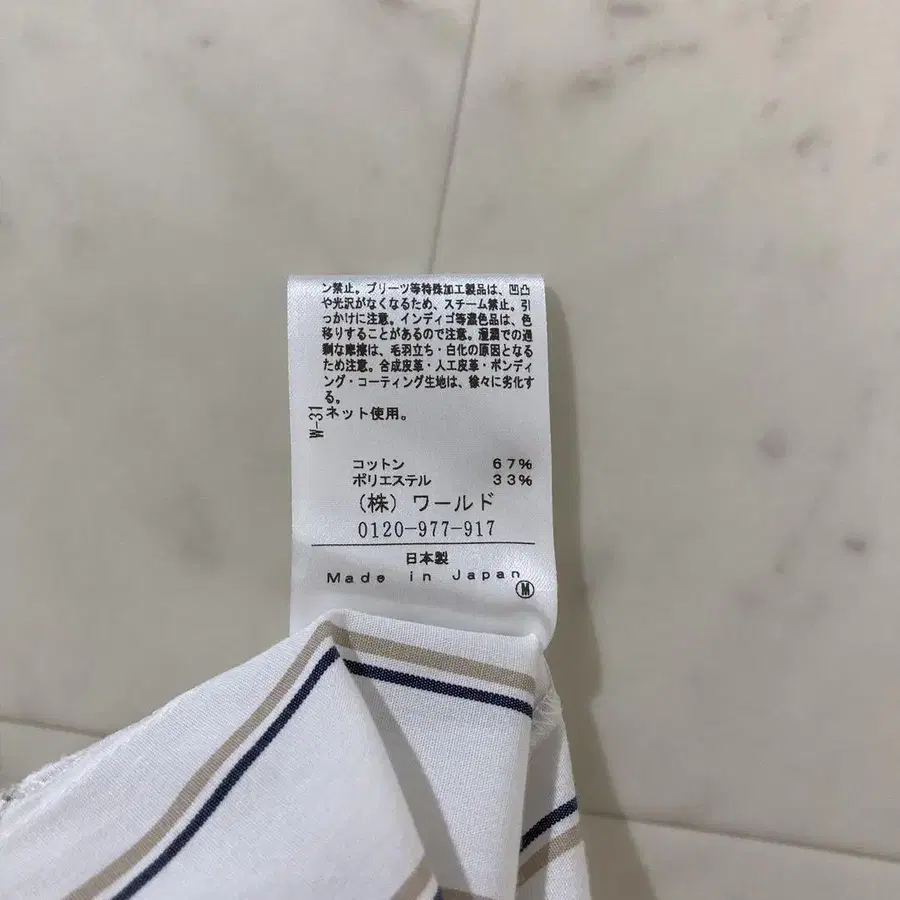 ン禁止。プリーツ等特殊加工製品は、凹凸
や光沢がなくなるため、スチーム禁止。引
っかけに注意。インディゴ等濃色品は、色
移りすることがあるので注意。湿潤での過
剰な摩擦は、毛羽立ち・白化の原因となる
ため注意。合成皮革・人工皮革・ボンディ
ング・コーティング生地は、徐々に劣化す
る。
ネット使用。
W-31
コットン 67%
ポリエステル 33%
(株)ワールド
0120-977-917
日本製
Made in Japan
M